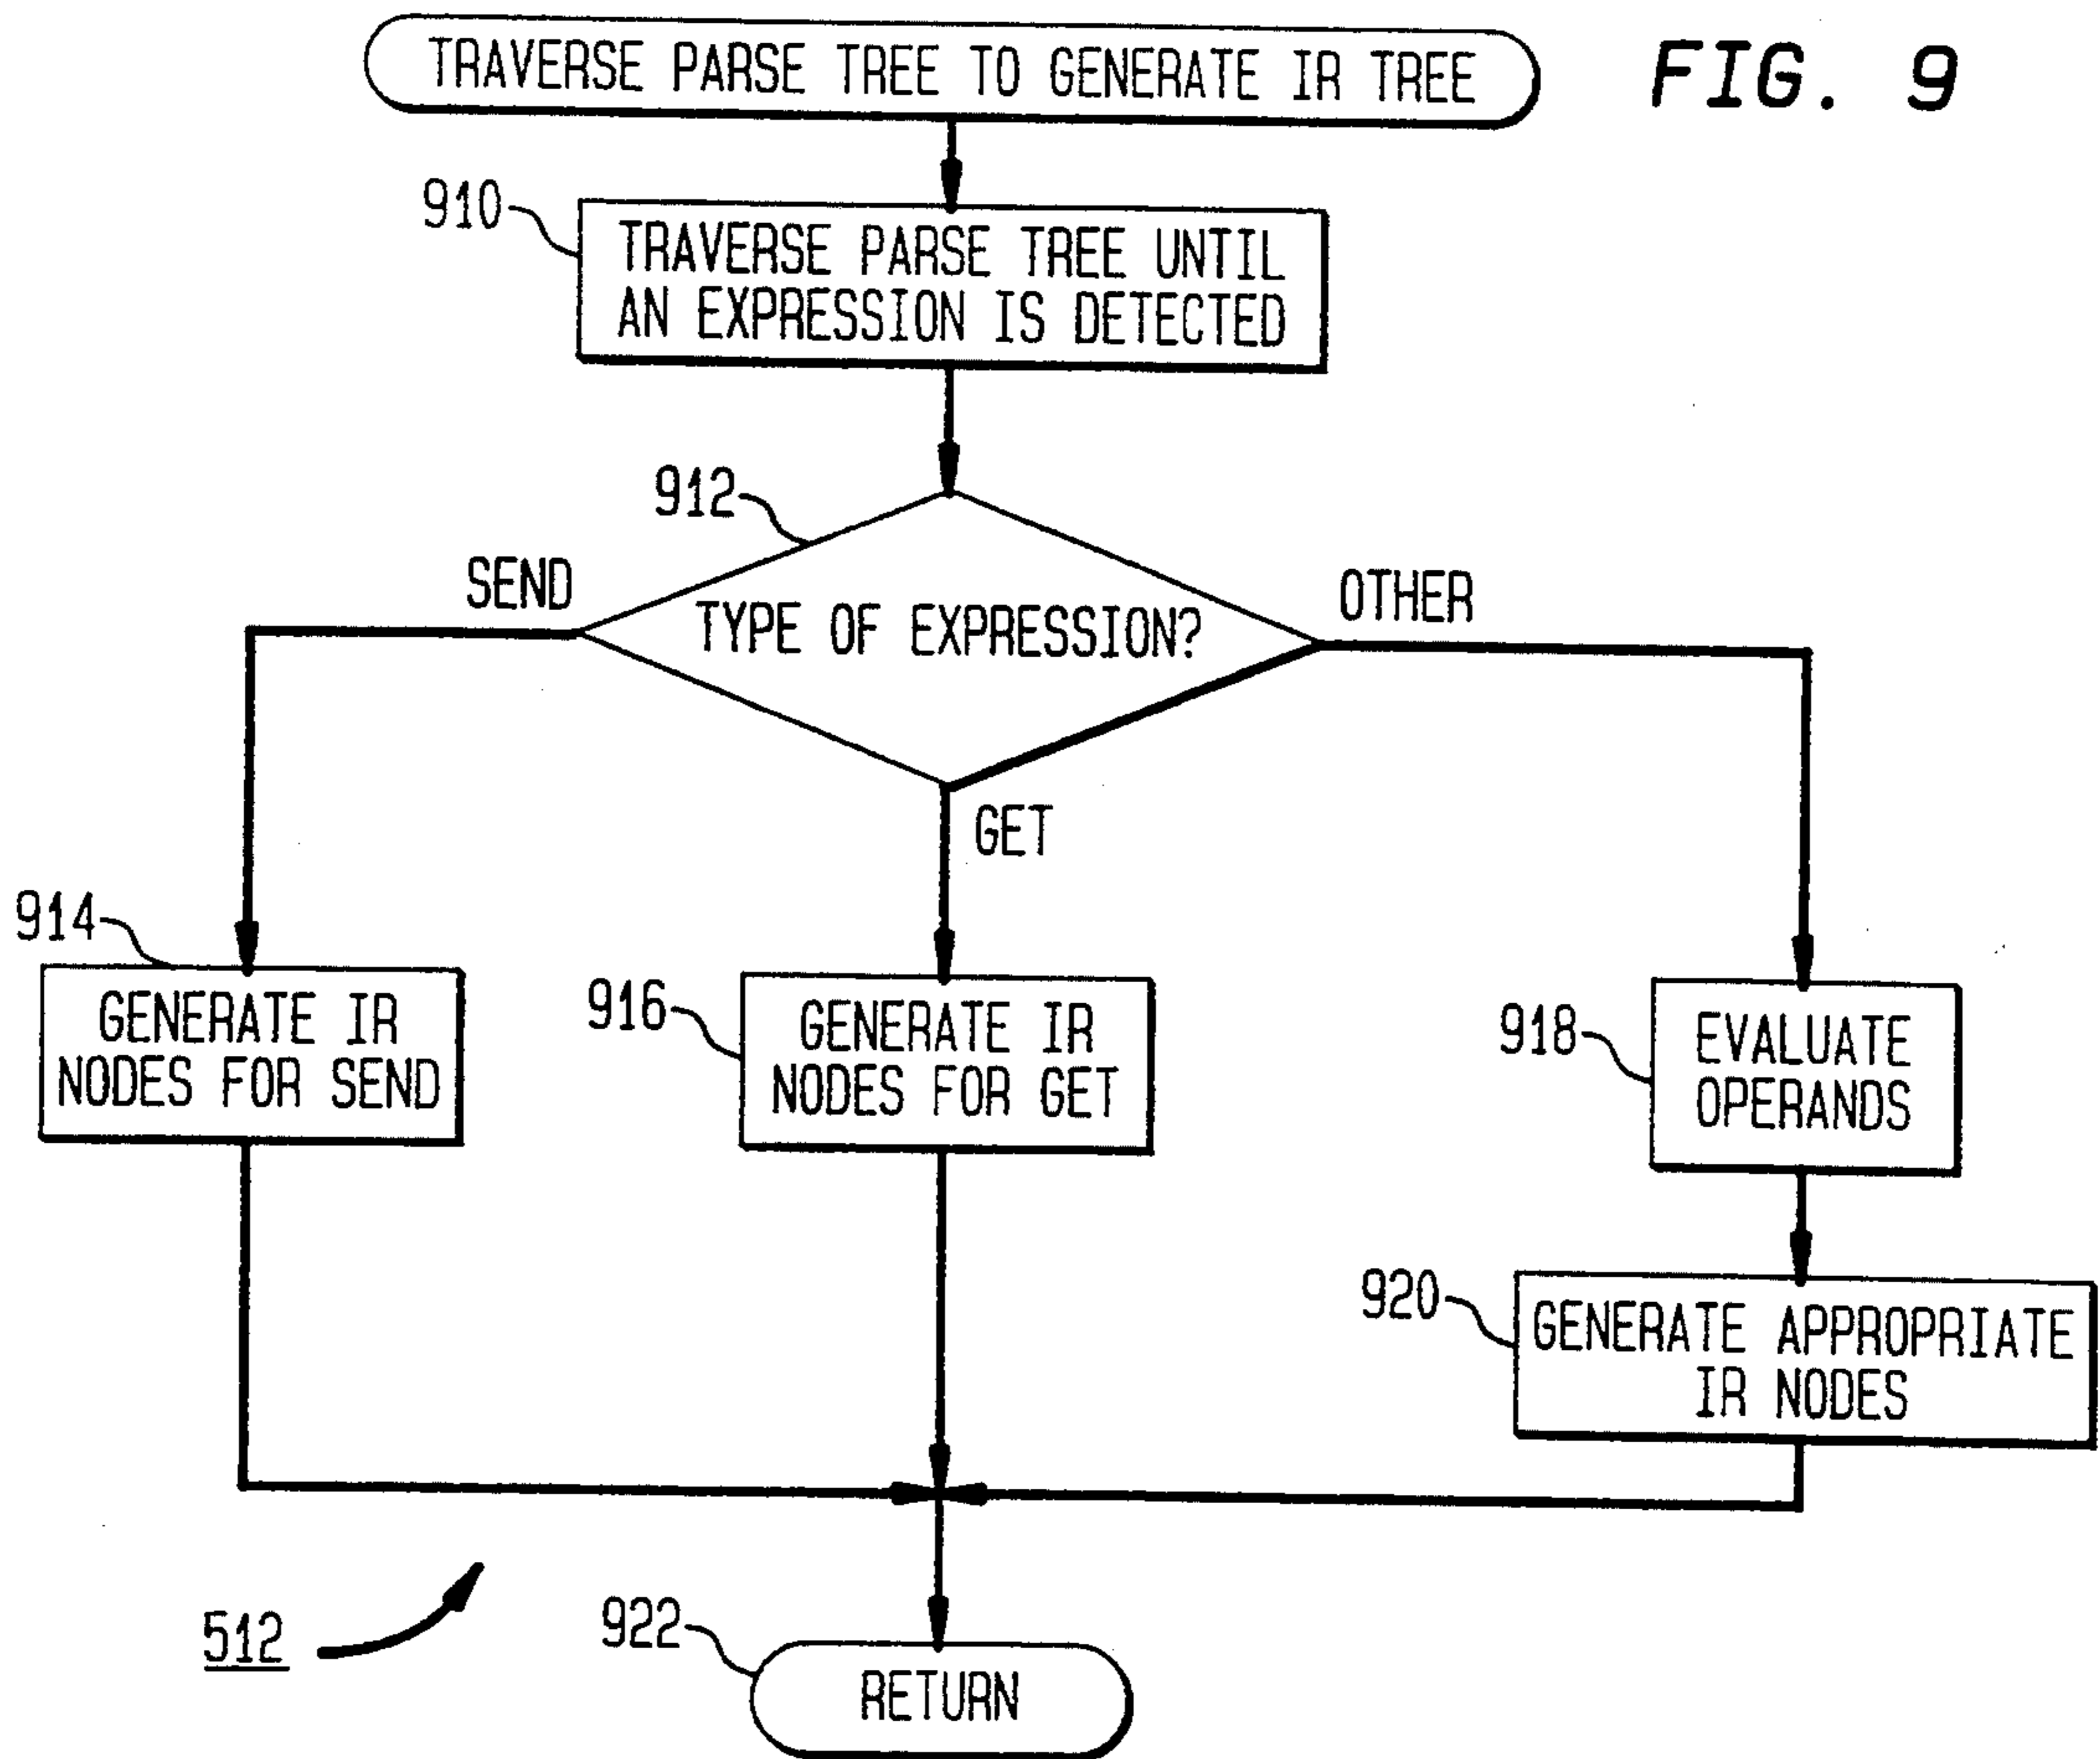 TRAVERSE PARSE TREE TO GENERATE IR TREE
FIG. 9
910
TRAVERSE PARSE TREE UNTIL
AN EXPRESSION IS DETECTED
912
SEND
TYPE OF EXPRESSION?
OTHER
GET
914
GENERATE IR
NODES FOR SEND
916
GENERATE IR
NODES FOR GET
918
EVALUATE
OPERANDS
920
GENERATE APPROPRIATE
IR NODES
512
922
RETURN